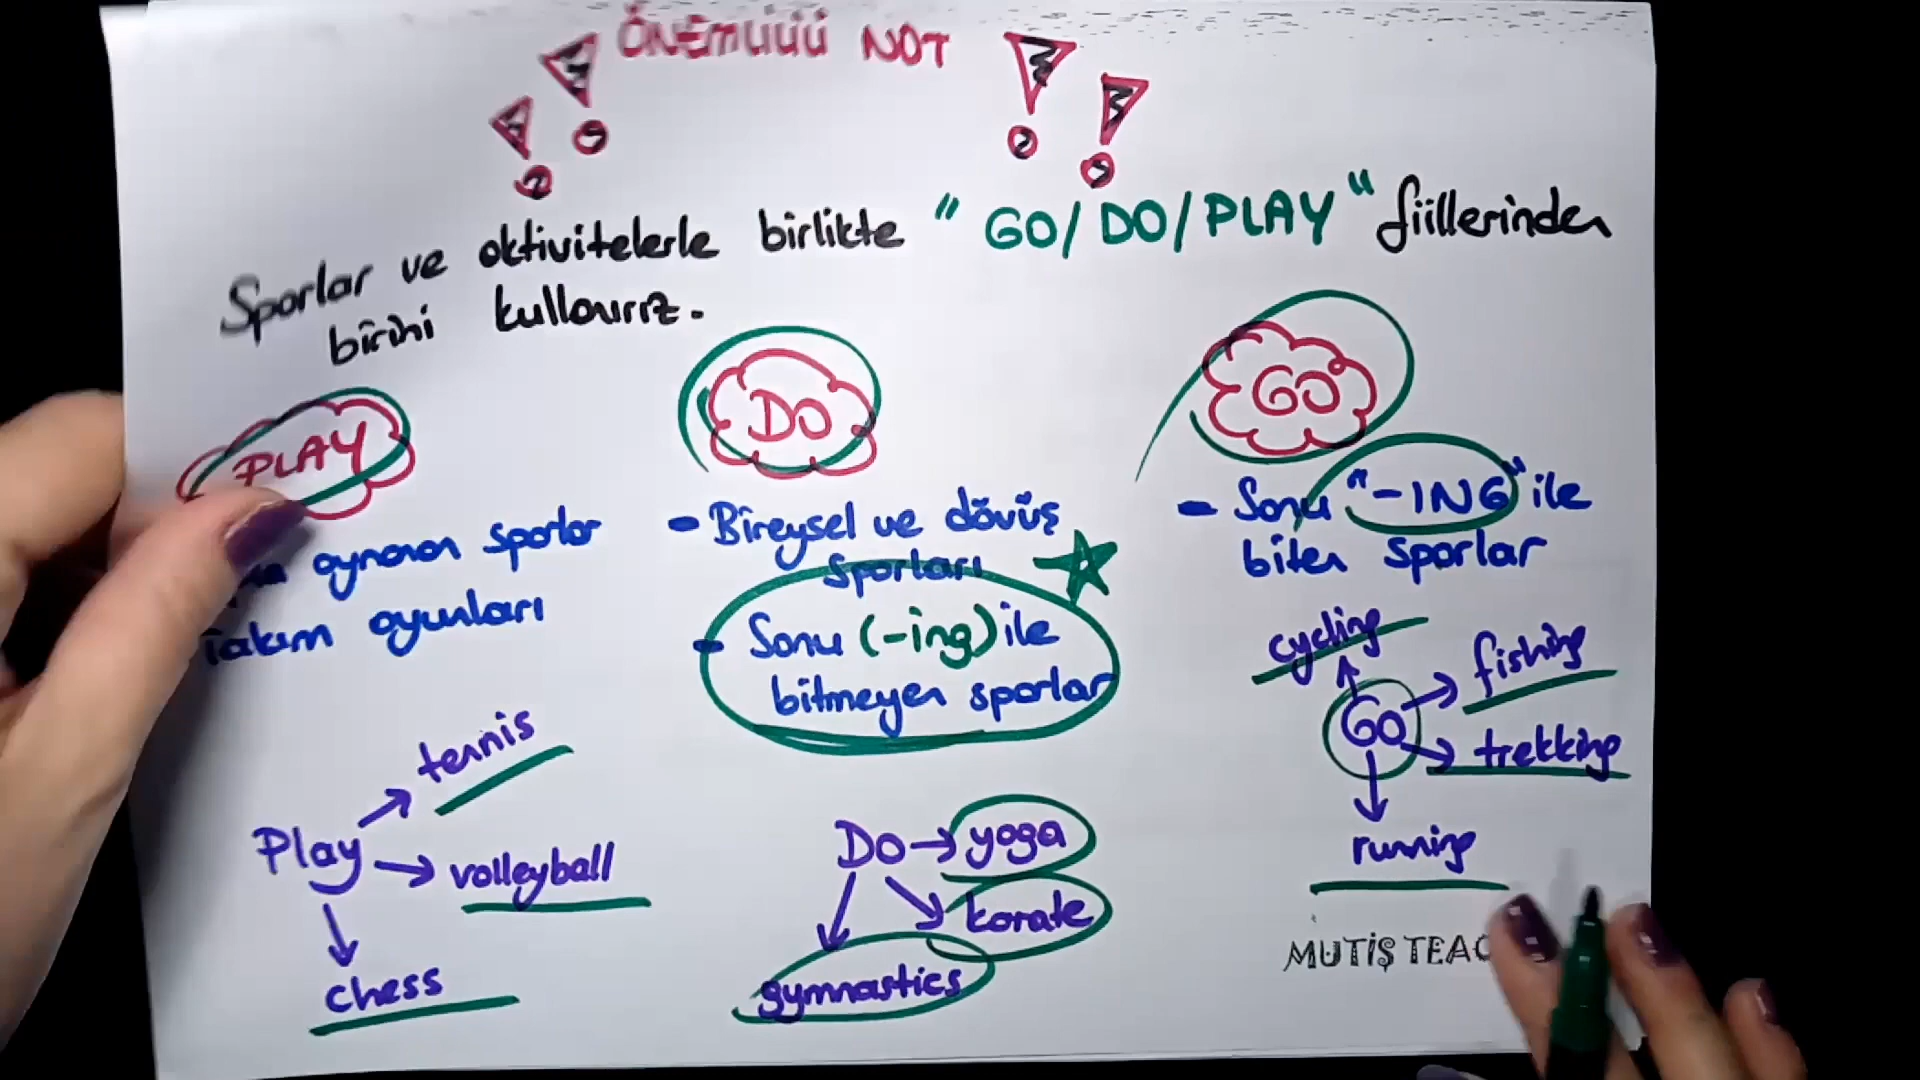 ÖNEMLİÜÜ NOT
Sporlar ve aktivitelerle birlikte "GO/DO/PLAY" fiillerinden
birini kullanırız.
PLAY
oynanan sporlar
Takım oyunları
Play
tennis
volleyball
chess
DO
- Bireysel ve dövüş
sporları
- Sonu (-ing) ile
bitmeyen sporlar
Do
yoga
karate
gymnastics
GO
- Sonu "-ING" ile
biten sporlar
cycling
GO
fishing
trekking
running
MUTİŞ